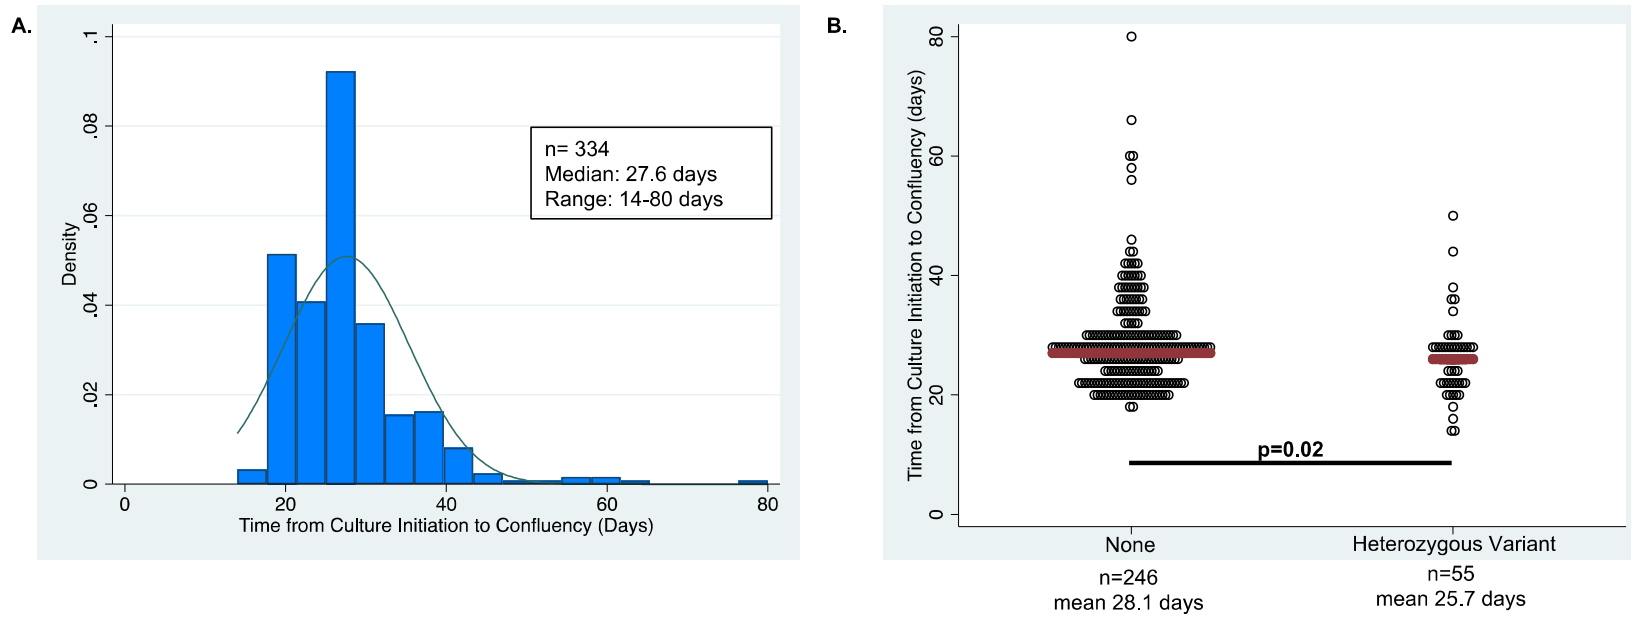 A.
.1
.08
.06
.04
.02
0
Density
n= 334
Median: 27.6 days
Range: 14-80 days
0 20 40 60 80
Time from Culture Initiation to Confluency (Days)
B.
80
60
40
20
0
Time from Culture Initiation to Confluency (days)
p=0.02
None Heterozygous Variant
n=246 n=55
mean 28.1 days mean 25.7 days